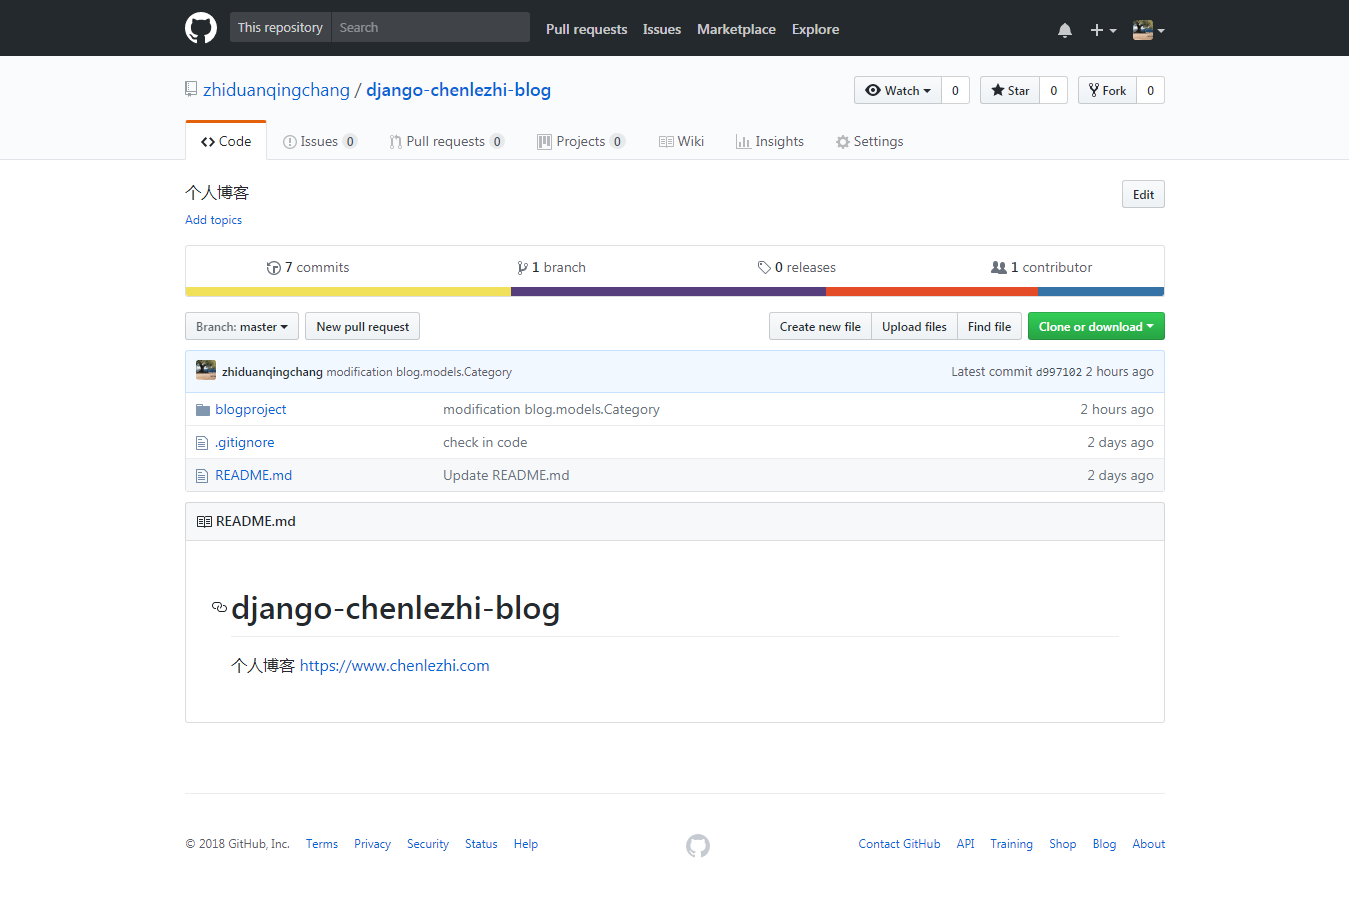 This repository Search Pull requests Issues Marketplace Explore
zhiduanqingchang / django-chenlezhi-blog Watch 0 Star 0 Fork 0
Code Issues 0 Pull requests 0 Projects 0 Wiki Insights Settings
个人博客 Edit
Add topics
7 commits 1 branch 0 releases 1 contributor
Branch: master New pull request Create new file Upload files Find file Clone or download
zhiduanqingchang modification blog.models.Category Latest commit d997102 2 hours ago
blogproject modification blog.models.Category 2 hours ago
.gitignore check in code 2 days ago
README.md Update README.md 2 days ago
README.md
django-chenlezhi-blog
个人博客 https://www.chenlezhi.com
© 2018 GitHub, Inc. Terms Privacy Security Status Help Contact GitHub API Training Shop Blog About